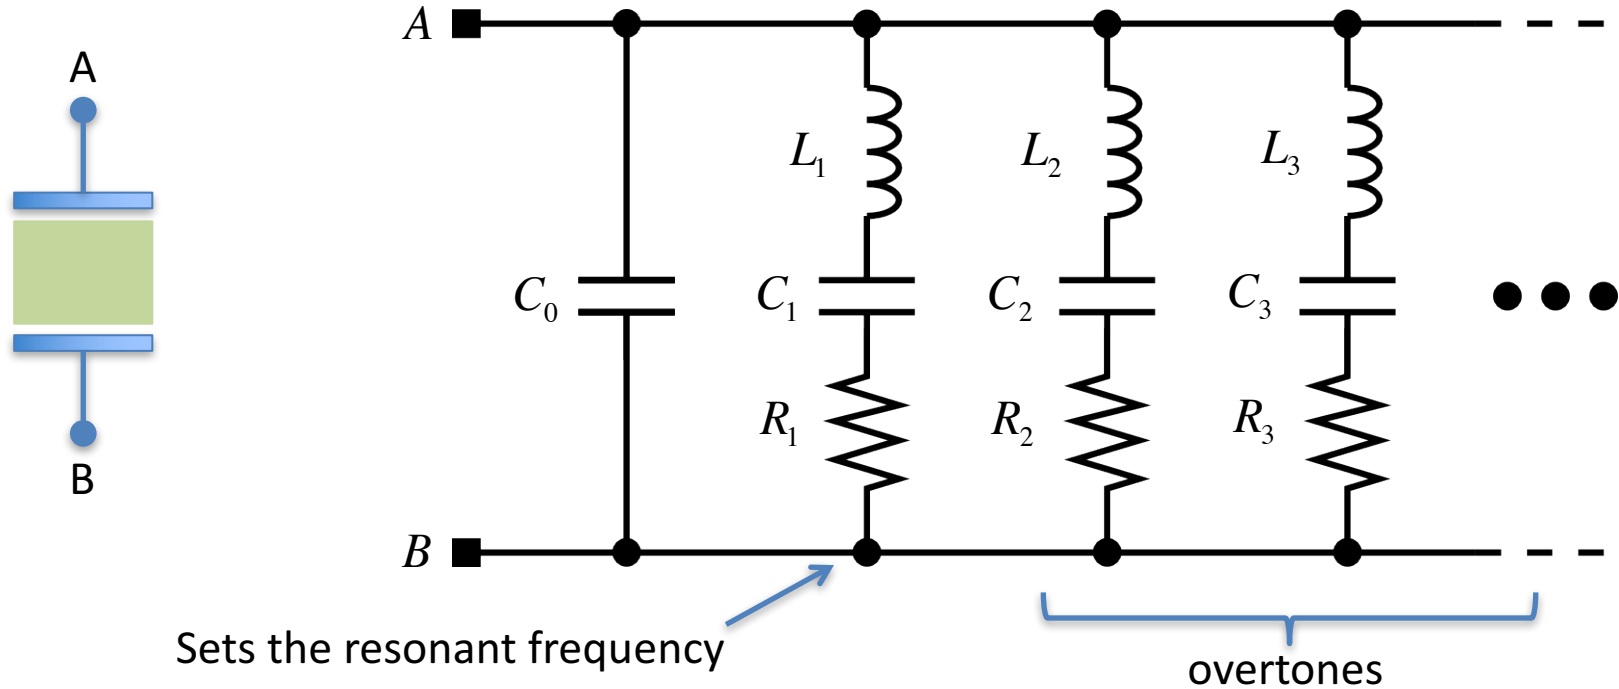 A
B
A
B
C0
L1
C1
R1
L2
C2
R2
L3
C3
R3
Sets the resonant frequency
overtones